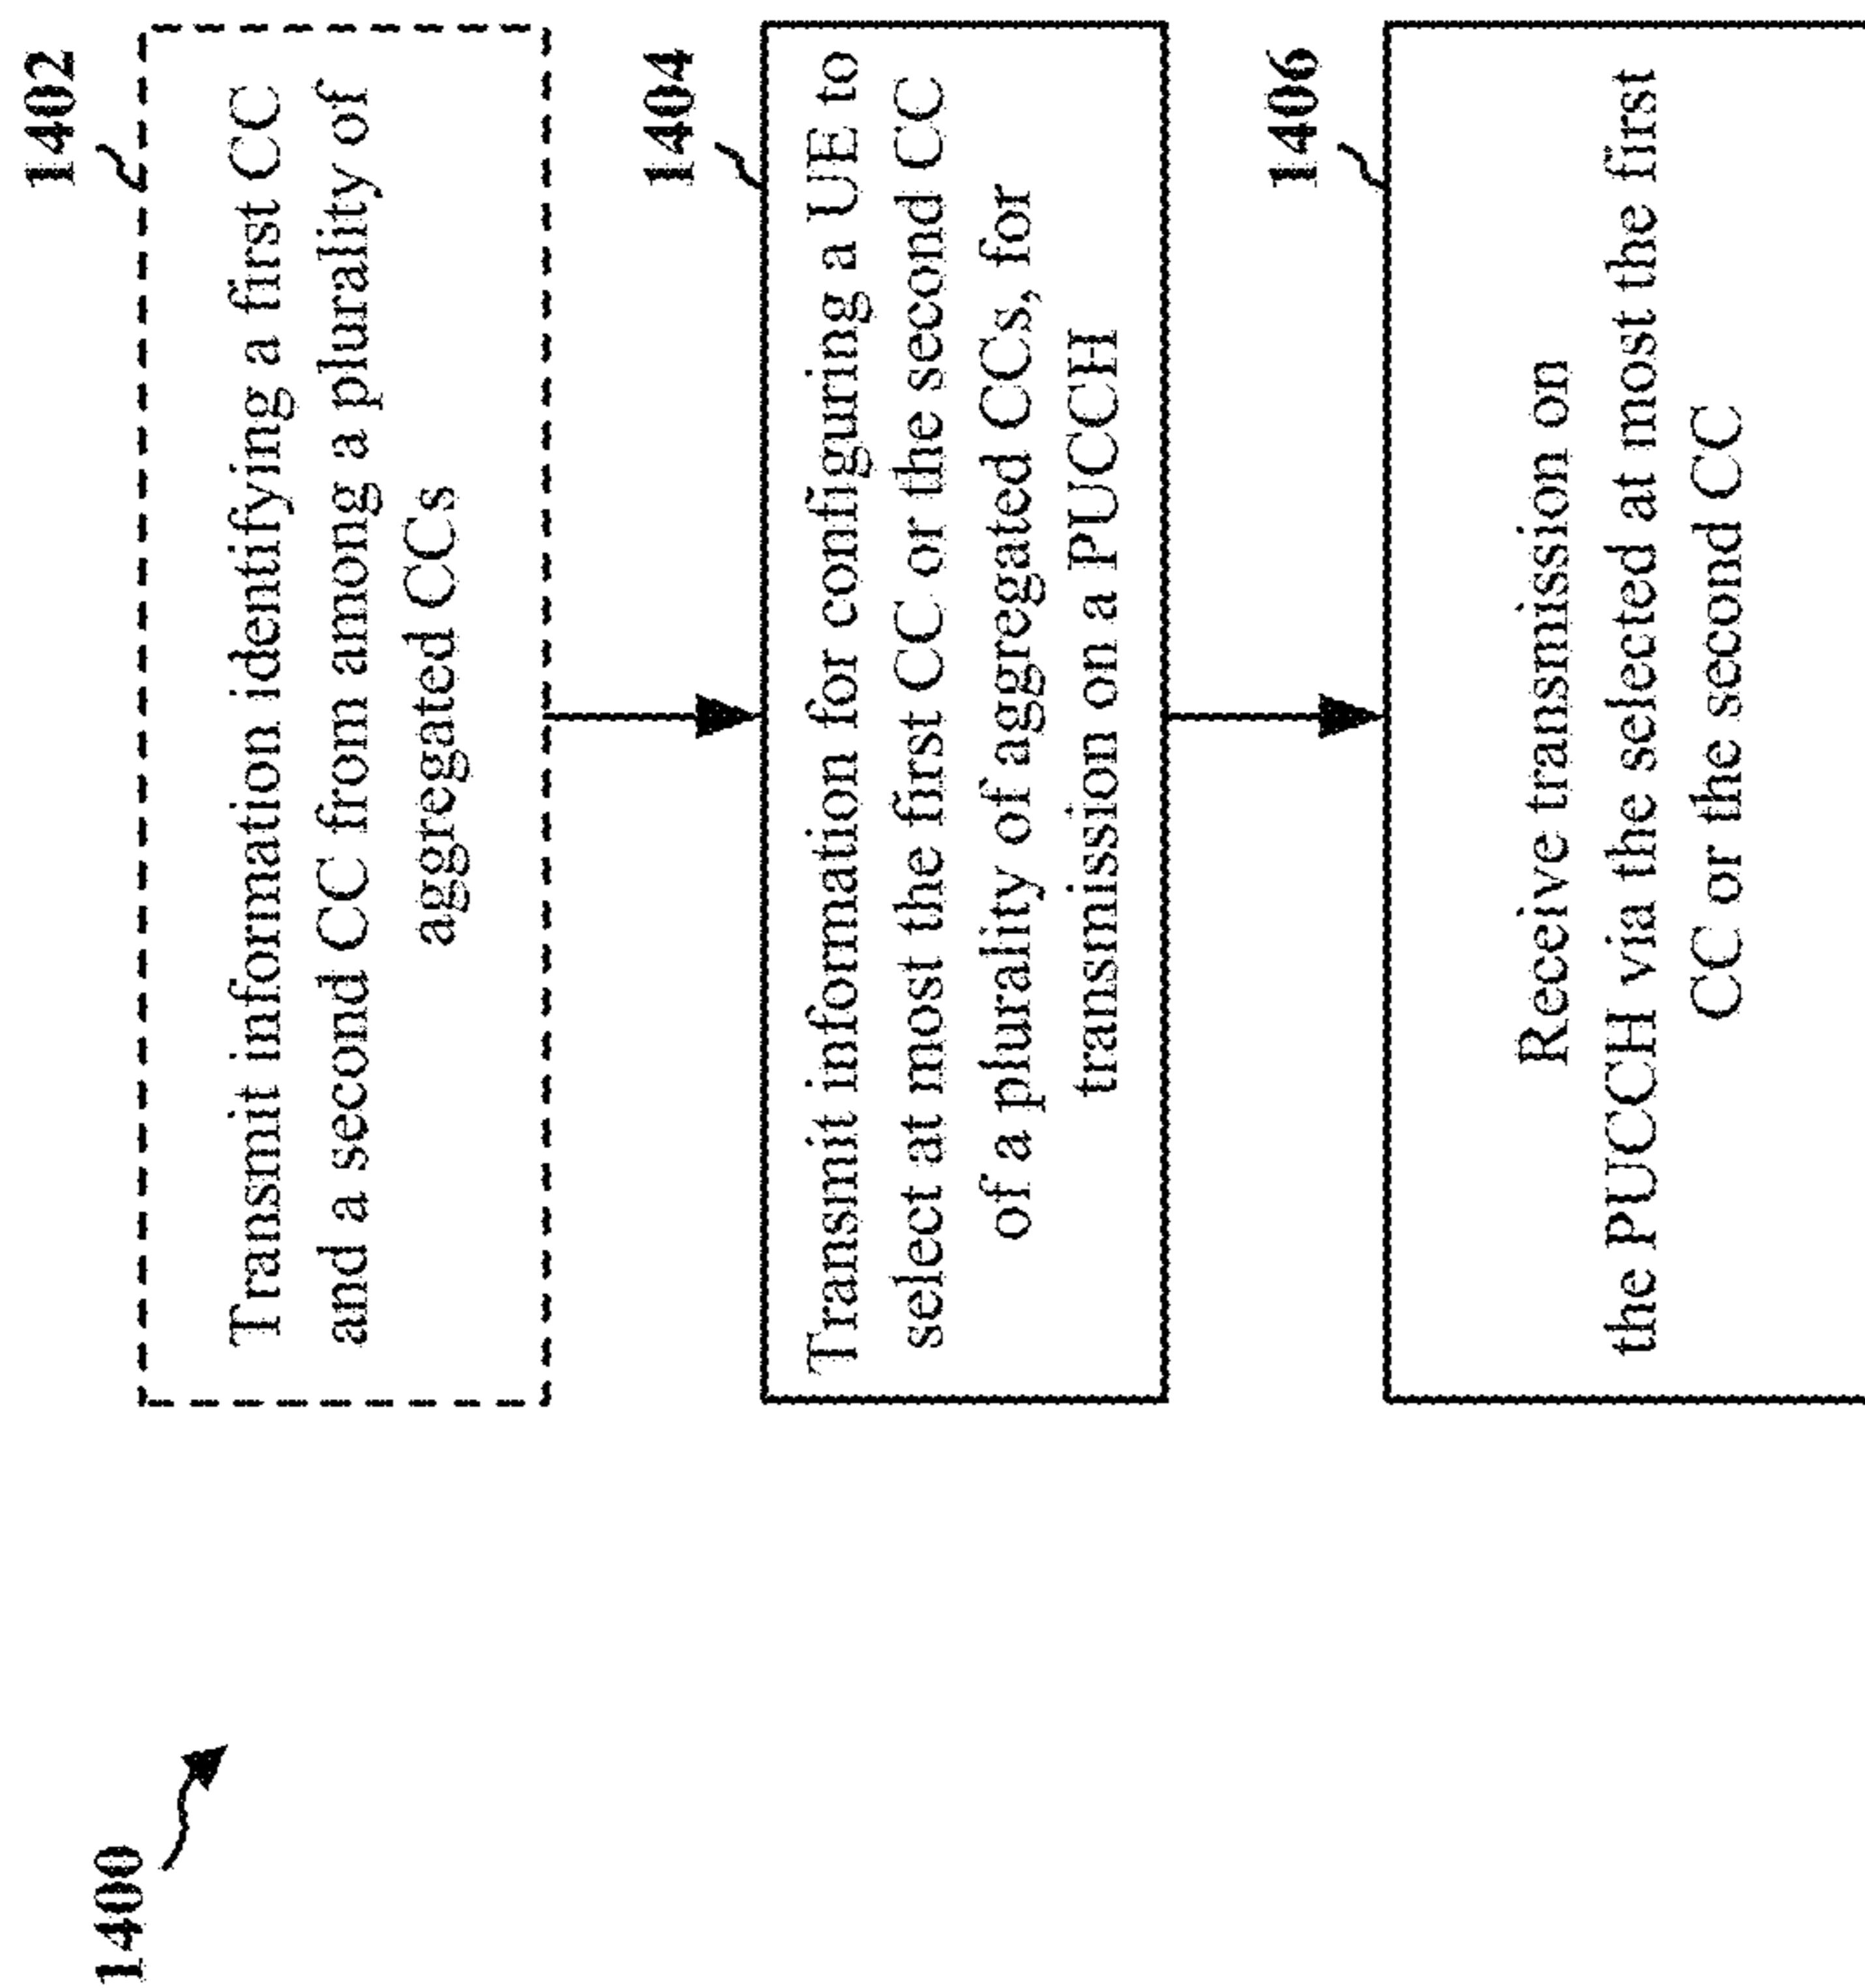 1400
1402
Transmit information identifying a first CC
and a second CC from among a plurality of
aggregated CCs
1404
Transmit information for configuring a UE to
select at most the first CC or the second CC
of a plurality of aggregated CCs, for
transmission on a PUCCH
1406
Receive transmission on
the PUCCH via the selected at most the first
CC or the second CC